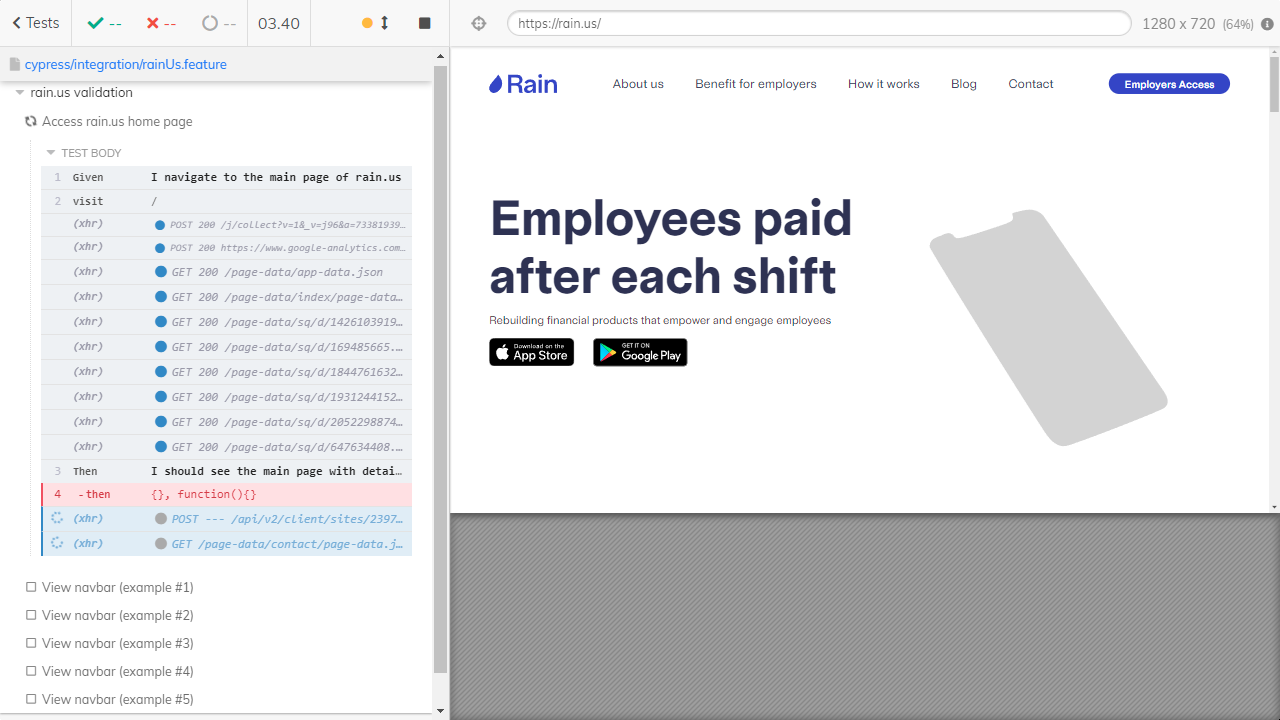 Tests
--
--
--
03.40
https://rain.us/
1280 x 720 (64%)
cypress/integration/rainUs.feature
rain.us validation
Access rain.us home page
TEST BODY
1 Given I navigate to the main page of rain.us
2 visit /
(xhr) POST 200 /j/collect?v=1&_v=j96&a=73381939…
(xhr) POST 200 https://www.google-analytics.com…
(xhr) GET 200 /page-data/app-data.json
(xhr) GET 200 /page-data/index/page-data…
(xhr) GET 200 /page-data/sq/d/1426103919…
(xhr) GET 200 /page-data/sq/d/169485665.…
(xhr) GET 200 /page-data/sq/d/1844761632…
(xhr) GET 200 /page-data/sq/d/1931244152…
(xhr) GET 200 /page-data/sq/d/2052298874…
(xhr) GET 200 /page-data/sq/d/647634408.…
3 Then I should see the main page with detai…
4 -then {}, function(){}
(xhr) POST --- /api/v2/client/sites/2397…
(xhr) GET /page-data/contact/page-data.j…
View navbar (example #1)
View navbar (example #2)
View navbar (example #3)
View navbar (example #4)
View navbar (example #5)
Rain
About us
Benefit for employers
How it works
Blog
Contact
Employers Access
Employees paid
after each shift
Rebuilding financial products that empower and engage employees
Download on the
App Store
GET IT ON
Google Play